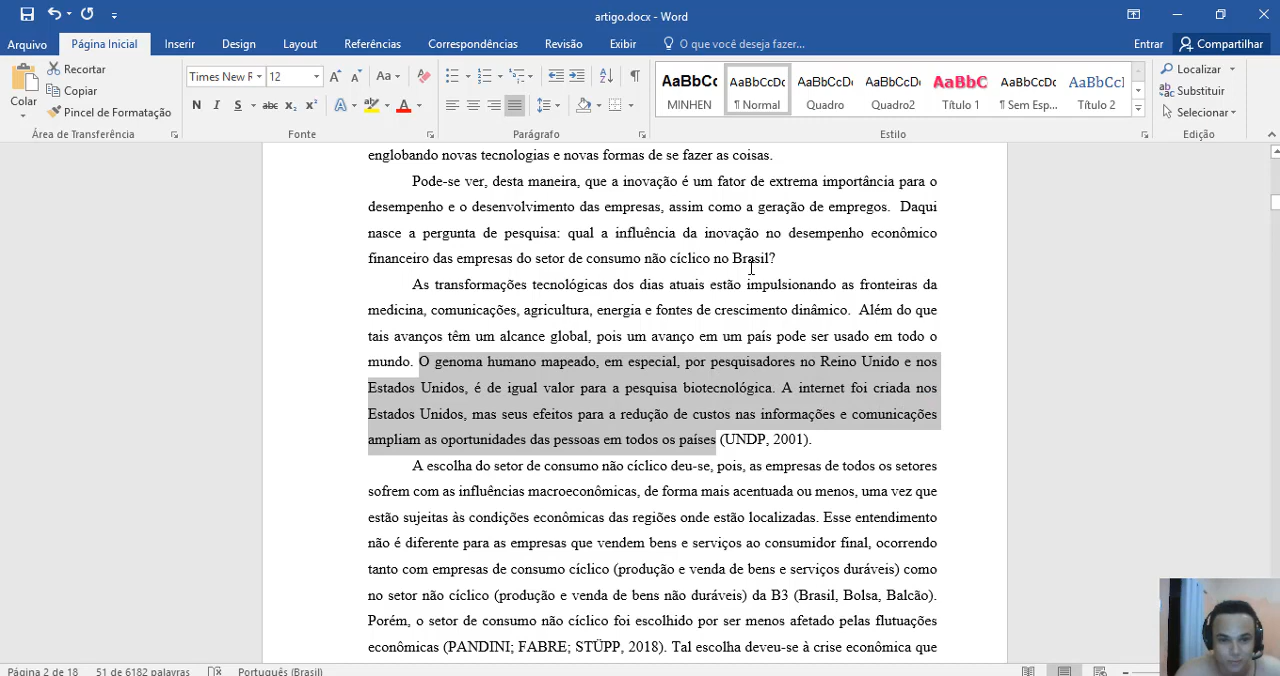 artigo.docx - Word
Arquivo Página Inicial Inserir Design Layout Referências Correspondências Revisão Exibir O que você deseja fazer... Entrar Compartilhar
Colar
Recortar
Copiar
Pincel de Formatação
Área de Transferência
Times New R 12
N I S abc x₂ x²
Aa
A
Fonte
Parágrafo
AaBbCc AaBbCcDc AaBbCcDc AaBbCcDc AaBbC AaBbCcDc AaBbCcI
MINHEN ¶ Normal Quadro Quadro2 Título 1 ¶ Sem Esp... Título 2
Estilo
Localizar
Substituir
Selecionar
Edição
englobando novas tecnologias e novas formas de se fazer as coisas.
Pode-se ver, desta maneira, que a inovação é um fator de extrema importância para o
desempenho e o desenvolvimento das empresas, assim como a geração de empregos. Daqui
nasce a pergunta de pesquisa: qual a influência da inovação no desempenho econômico
financeiro das empresas do setor de consumo não cíclico no Brasil?
As transformações tecnológicas dos dias atuais estão impulsionando as fronteiras da
medicina, comunicações, agricultura, energia e fontes de crescimento dinâmico. Além do que
tais avanços têm um alcance global, pois um avanço em um país pode ser usado em todo o
mundo. O genoma humano mapeado, em especial, por pesquisadores no Reino Unido e nos
Estados Unidos, é de igual valor para a pesquisa biotecnológica. A internet foi criada nos
Estados Unidos, mas seus efeitos para a redução de custos nas informações e comunicações
ampliam as oportunidades das pessoas em todos os países (UNDP, 2001).
A escolha do setor de consumo não cíclico deu-se, pois, as empresas de todos os setores
sofrem com as influências macroeconômicas, de forma mais acentuada ou menos, uma vez que
estão sujeitas às condições econômicas das regiões onde estão localizadas. Esse entendimento
não é diferente para as empresas que vendem bens e serviços ao consumidor final, ocorrendo
tanto com empresas de consumo cíclico (produção e venda de bens e serviços duráveis) como
no setor não cíclico (produção e venda de bens não duráveis) da B3 (Brasil, Bolsa, Balcão).
Porém, o setor de consumo não cíclico foi escolhido por ser menos afetado pelas flutuações
econômicas (PANDINI; FABRE; STÜPP, 2018). Tal escolha deveu-se à crise econômica que
Página 2 de 18 51 de 6182 palavras Português (Brasil)